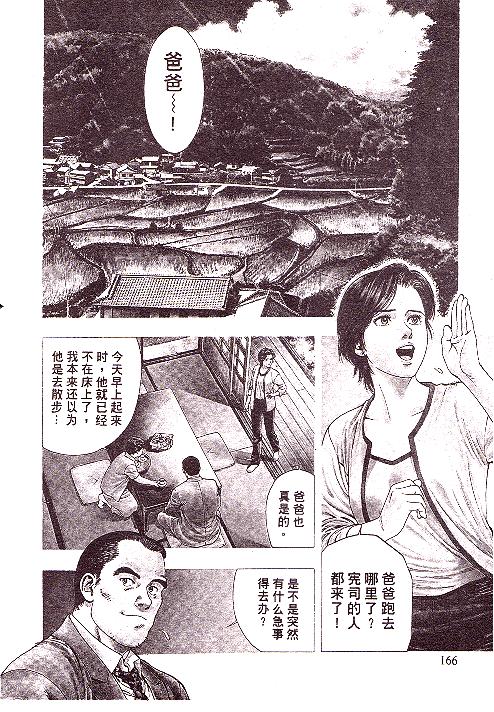 爸爸～！
爸爸跑去
哪里了？
宪司的人
都来了！
今天早上起来
时，他就已经
不在床上了，
我本来还以为
他是去散步…
爸爸也
真是的。
是不是突然
有什么急事
得去办？
166